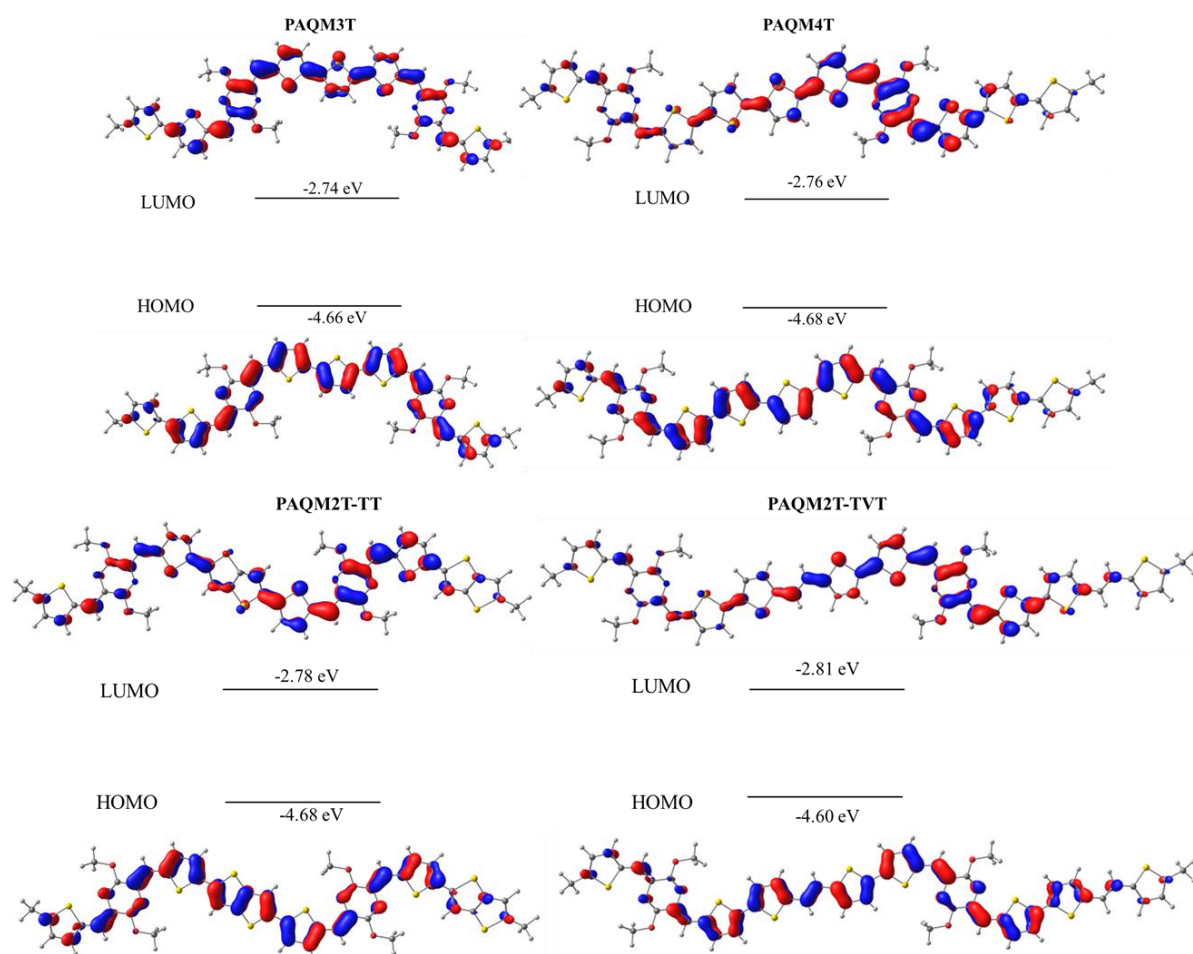 PAQM3T
-2.74 eV
LUMO
HOMO
-4.66 eV
PAQM4T
-2.76 eV
LUMO
HOMO
-4.68 eV
PAQM2T-TT
-2.78 eV
LUMO
HOMO
-4.68 eV
PAQM2T-TVT
-2.81 eV
LUMO
HOMO
-4.60 eV